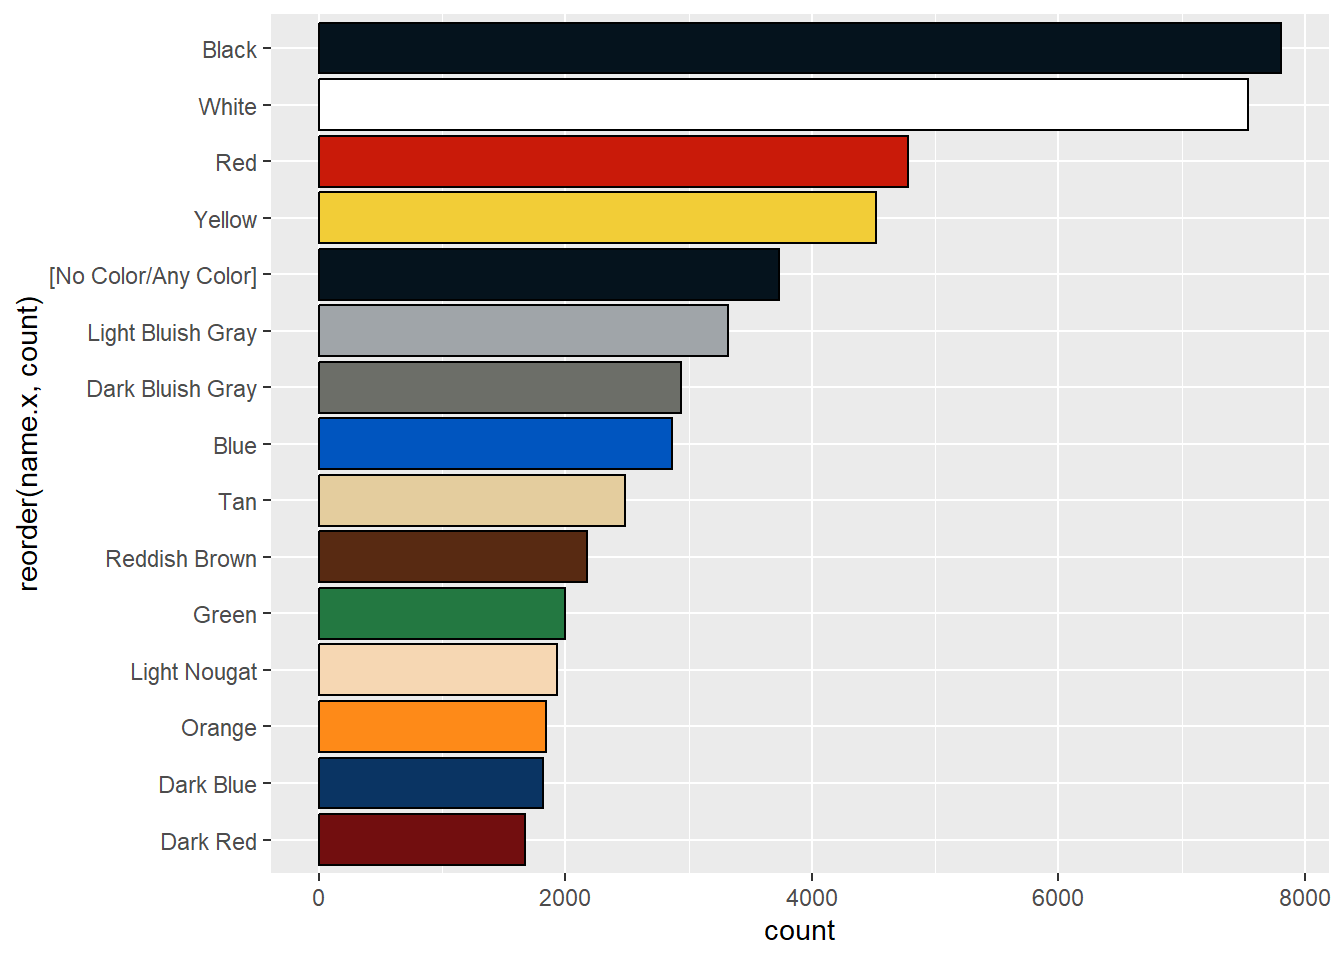 Black
White
Red
Yellow
[No Color/Any Color]
Light Bluish Gray
Dark Bluish Gray
Blue
Tan
Reddish Brown
Green
Light Nougat
Orange
Dark Blue
Dark Red
reorder(name.x, count)
0 2000 4000 6000 8000
count